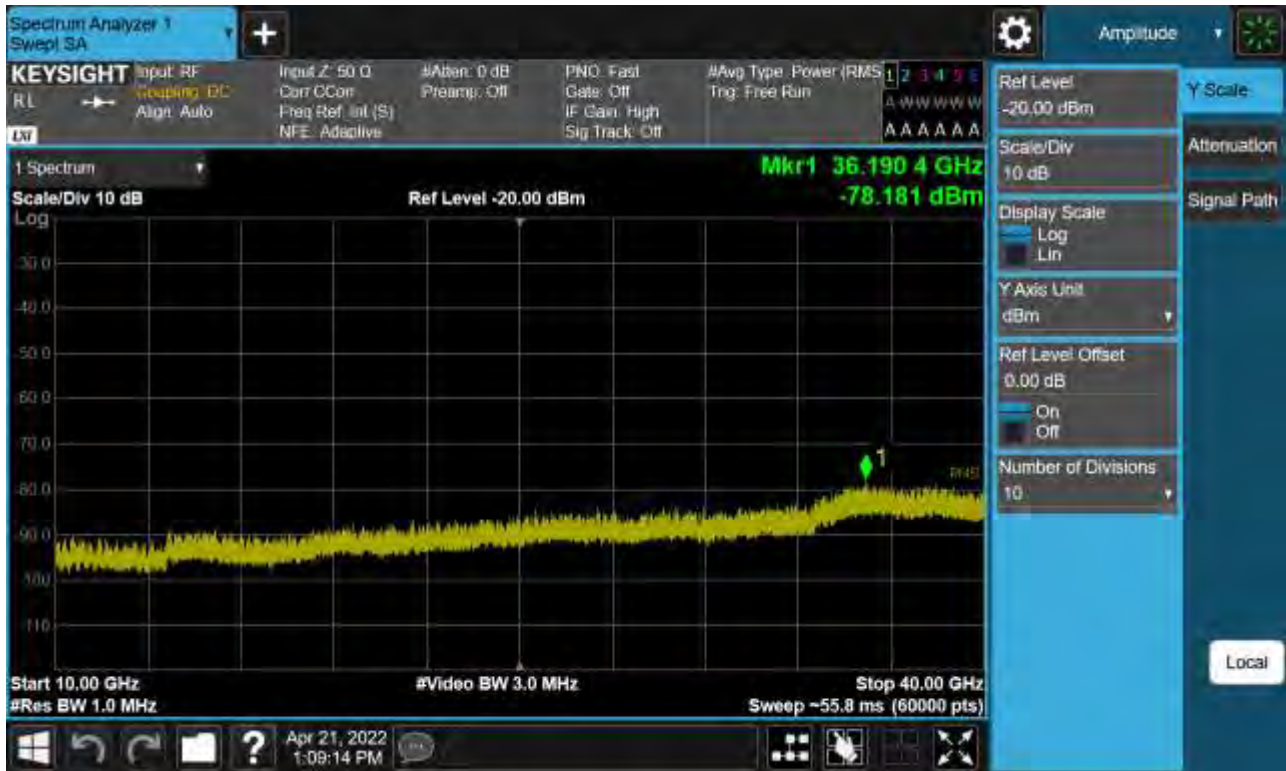 Spectrum Analyzer 1
Swept SA
+
Amplitude
KEYSIGHT
RL
Input: RF
Coupling: DC
Align: Auto
Input Z: 50 Ω
Corr CCorr
Freq Ref: Int (S)
NFE: Adaptive
#Atten: 0 dB
Preamp: Off
PNO: Fast
Gate: Off
IF Gain: High
Sig Track: Off
#Avg Type: Power (RMS
Trig: Free Run
1 2 3 4 5 6
A W W W W W
A A A A A A
1 Spectrum
Mkr1 36.190 4 GHz
Scale/Div 10 dB
Ref Level -20.00 dBm
-78.181 dBm
Log
-30.0
-40.0
-50.0
-60.0
-70.0
-80.0
-90.0
-100
-110
1
RMS
Start 10.00 GHz
#Video BW 3.0 MHz
Stop 40.00 GHz
#Res BW 1.0 MHz
Sweep ~55.8 ms (60000 pts)
Ref Level
-20.00 dBm
Scale/Div
10 dB
Display Scale
Log
Lin
Y Axis Unit
dBm
Ref Level Offset
0.00 dB
On
Off
Number of Divisions
10
Y Scale
Attenuation
Signal Path
Local
?
Apr 21, 2022
1:09:14 PM